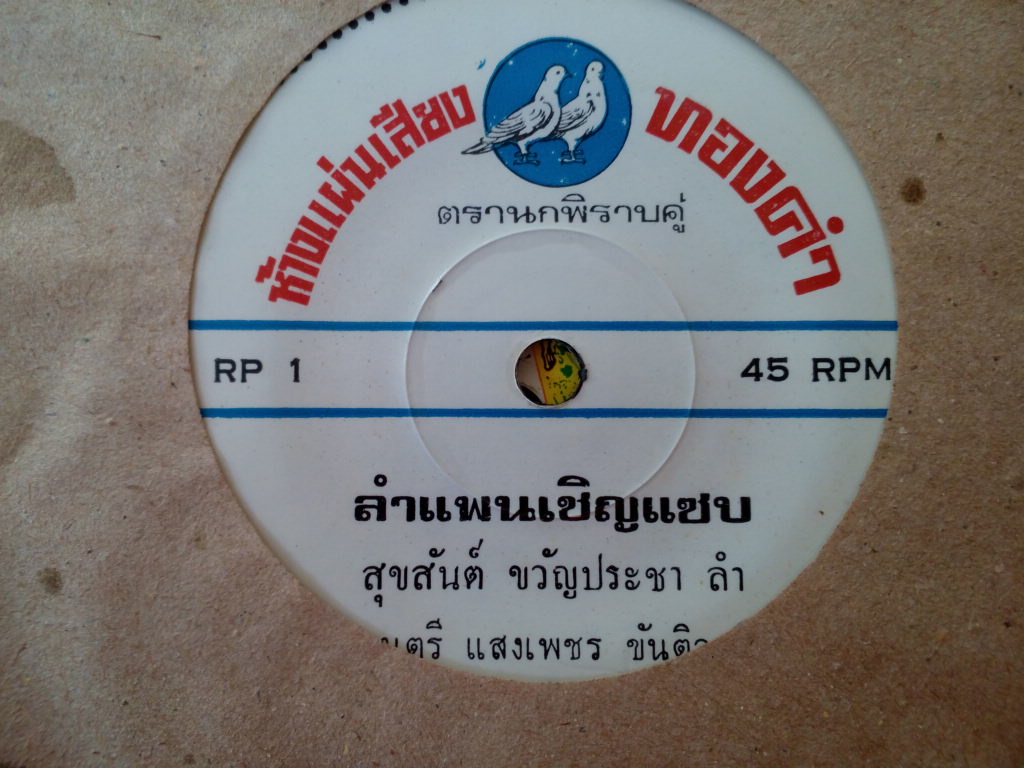 ห้างแผ่นเสียง ทองคำ
ตรานกพิราบคู่
RP 1 45 RPM
ลำแพนเชิญแซบ
สุขสันต์ ขวัญประชา ลำ
แสงเพชร